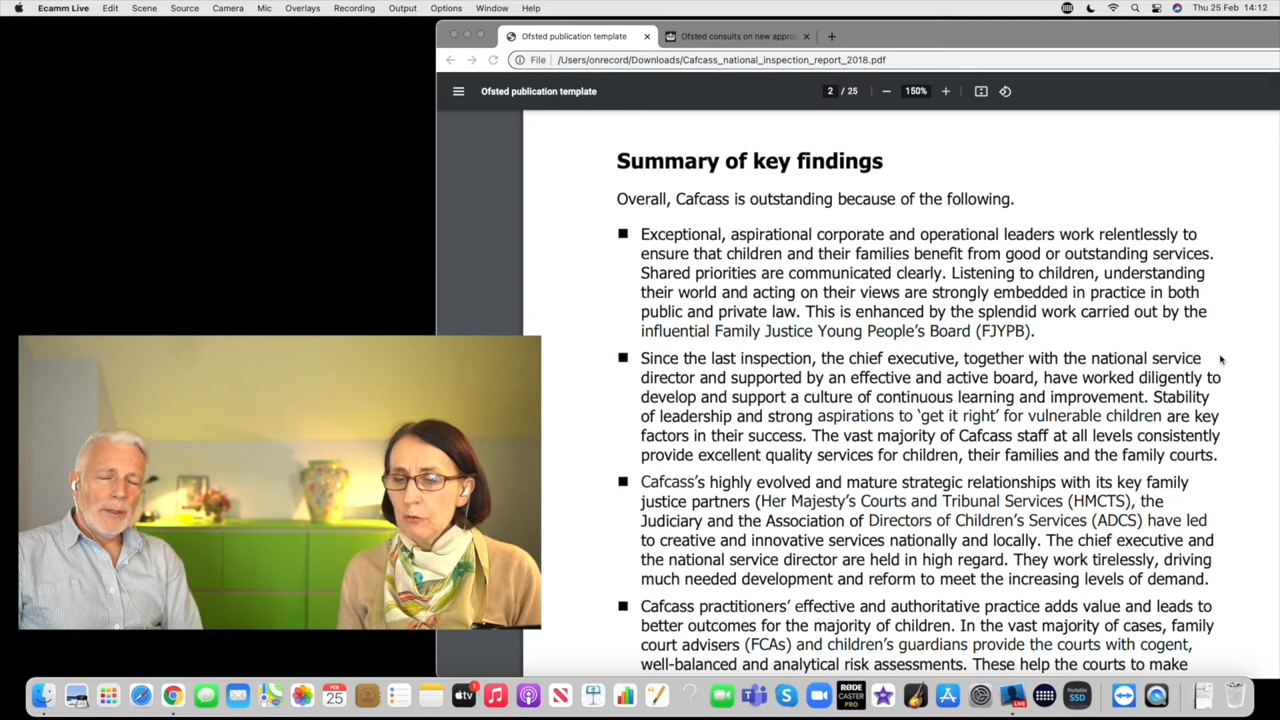 Ecamm Live Edit Scene Source Camera Mic Overlays Recording Output Options Window Help Thu 25 Feb 14:12
Ofsted publication template Ofsted consults on new appro
File /Users/onrecord/Downloads/Cafcass_national_inspection_report_2018.pdf
Ofsted publication template 2 / 25 150%
Summary of key findings
Overall, Cafcass is outstanding because of the following.
Exceptional, aspirational corporate and operational leaders work relentlessly to
ensure that children and their families benefit from good or outstanding services.
Shared priorities are communicated clearly. Listening to children, understanding
their world and acting on their views are strongly embedded in practice in both
public and private law. This is enhanced by the splendid work carried out by the
influential Family Justice Young People’s Board (FJYPB).
Since the last inspection, the chief executive, together with the national service
director and supported by an effective and active board, have worked diligently to
develop and support a culture of continuous learning and improvement. Stability
of leadership and strong aspirations to ‘get it right’ for vulnerable children are key
factors in their success. The vast majority of Cafcass staff at all levels consistently
provide excellent quality services for children, their families and the family courts.
Cafcass’s highly evolved and mature strategic relationships with its key family
justice partners (Her Majesty’s Courts and Tribunal Services (HMCTS), the
Judiciary and the Association of Directors of Children’s Services (ADCS) have led
to creative and innovative services nationally and locally. The chief executive and
the national service director are held in high regard. They work tirelessly, driving
much needed development and reform to meet the increasing levels of demand.
Cafcass practitioners’ effective and authoritative practice adds value and leads to
better outcomes for the majority of children. In the vast majority of cases, family
court advisers (FCAs) and children’s guardians provide the courts with cogent,
well-balanced and analytical risk assessments. These help the courts to make
FEB
25
tv
RØDE
CASTER
PRO
LIVE
Portable
SSD